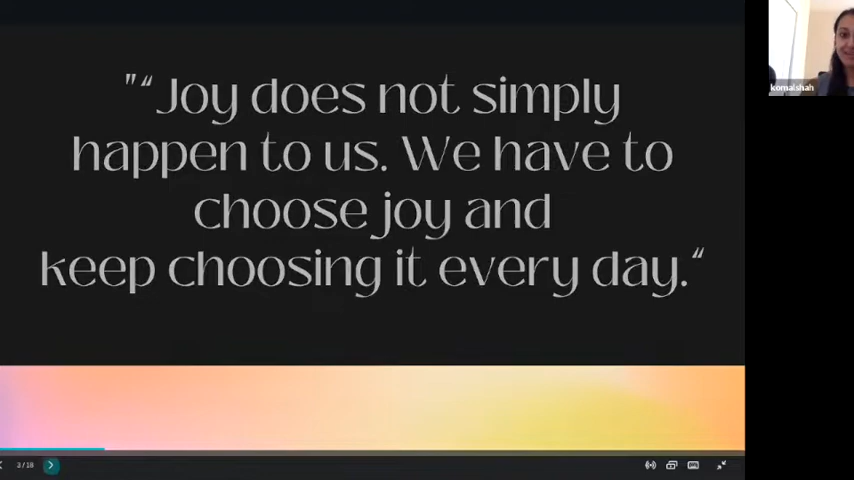 "“Joy does not simply
happen to us. We have to
choose joy and
keep choosing it every day.“
komalshah
3/18